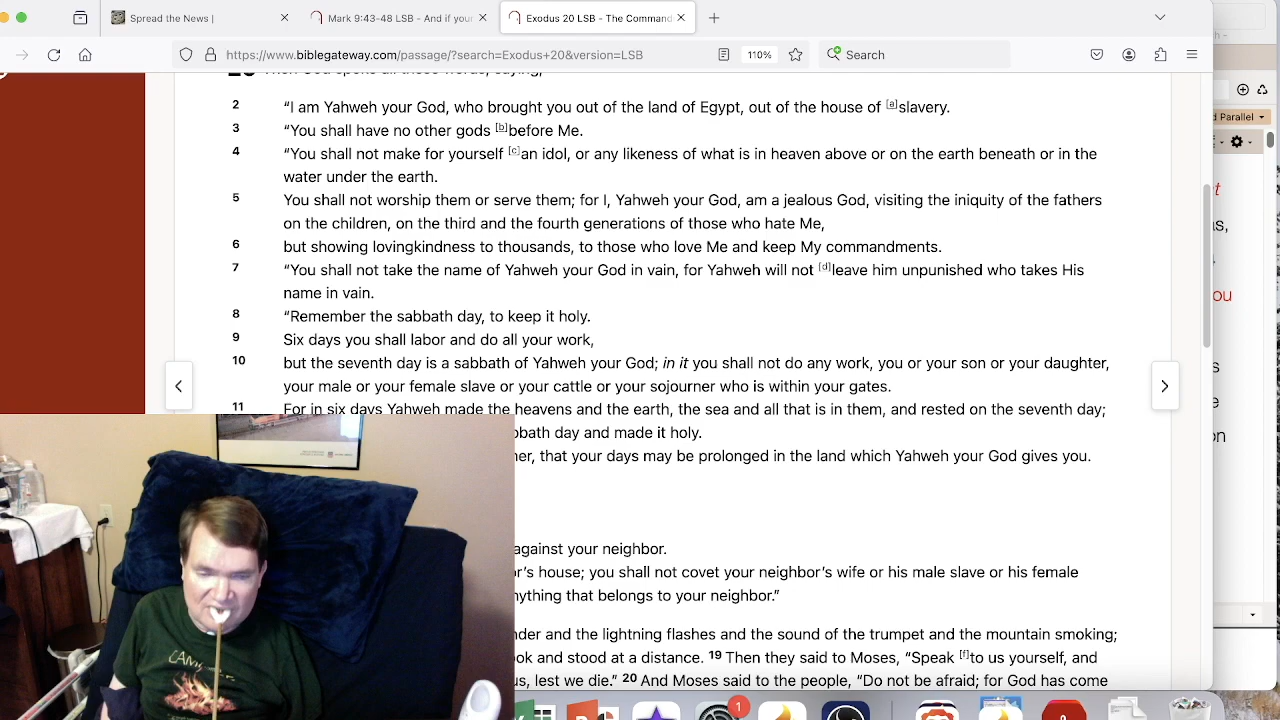 Spread the News |
Mark 9:43-48 LSB - And if your
Exodus 20 LSB - The Command
https://www.biblegateway.com/passage/?search=Exodus+20&version=LSB
110%
Search
d Parallel
2 “I am Yahweh your God, who brought you out of the land of Egypt, out of the house of [a]slavery.
3 “You shall have no other gods [b]before Me.
4 “You shall not make for yourself [c]an idol, or any likeness of what is in heaven above or on the earth beneath or in the
water under the earth.
5 You shall not worship them or serve them; for I, Yahweh your God, am a jealous God, visiting the iniquity of the fathers
on the children, on the third and the fourth generations of those who hate Me,
6 but showing lovingkindness to thousands, to those who love Me and keep My commandments.
7 “You shall not take the name of Yahweh your God in vain, for Yahweh will not [d]leave him unpunished who takes His
name in vain.
8 “Remember the sabbath day, to keep it holy.
9 Six days you shall labor and do all your work,
10 but the seventh day is a sabbath of Yahweh your God; in it you shall not do any work, you or your son or your daughter,
your male or your female slave or your cattle or your sojourner who is within your gates.
11 For in six days Yahweh made the heavens and the earth, the sea and all that is in them, and rested on the seventh day;
bbath day and made it holy.
er, that your days may be prolonged in the land which Yahweh your God gives you.
against your neighbor.
r’s house; you shall not covet your neighbor’s wife or his male slave or his female
nything that belongs to your neighbor.”
nder and the lightning flashes and the sound of the trumpet and the mountain smoking;
ok and stood at a distance. 19 Then they said to Moses, “Speak [f]to us yourself, and
us, lest we die.” 20 And Moses said to the people, “Do not be afraid; for God has come
1